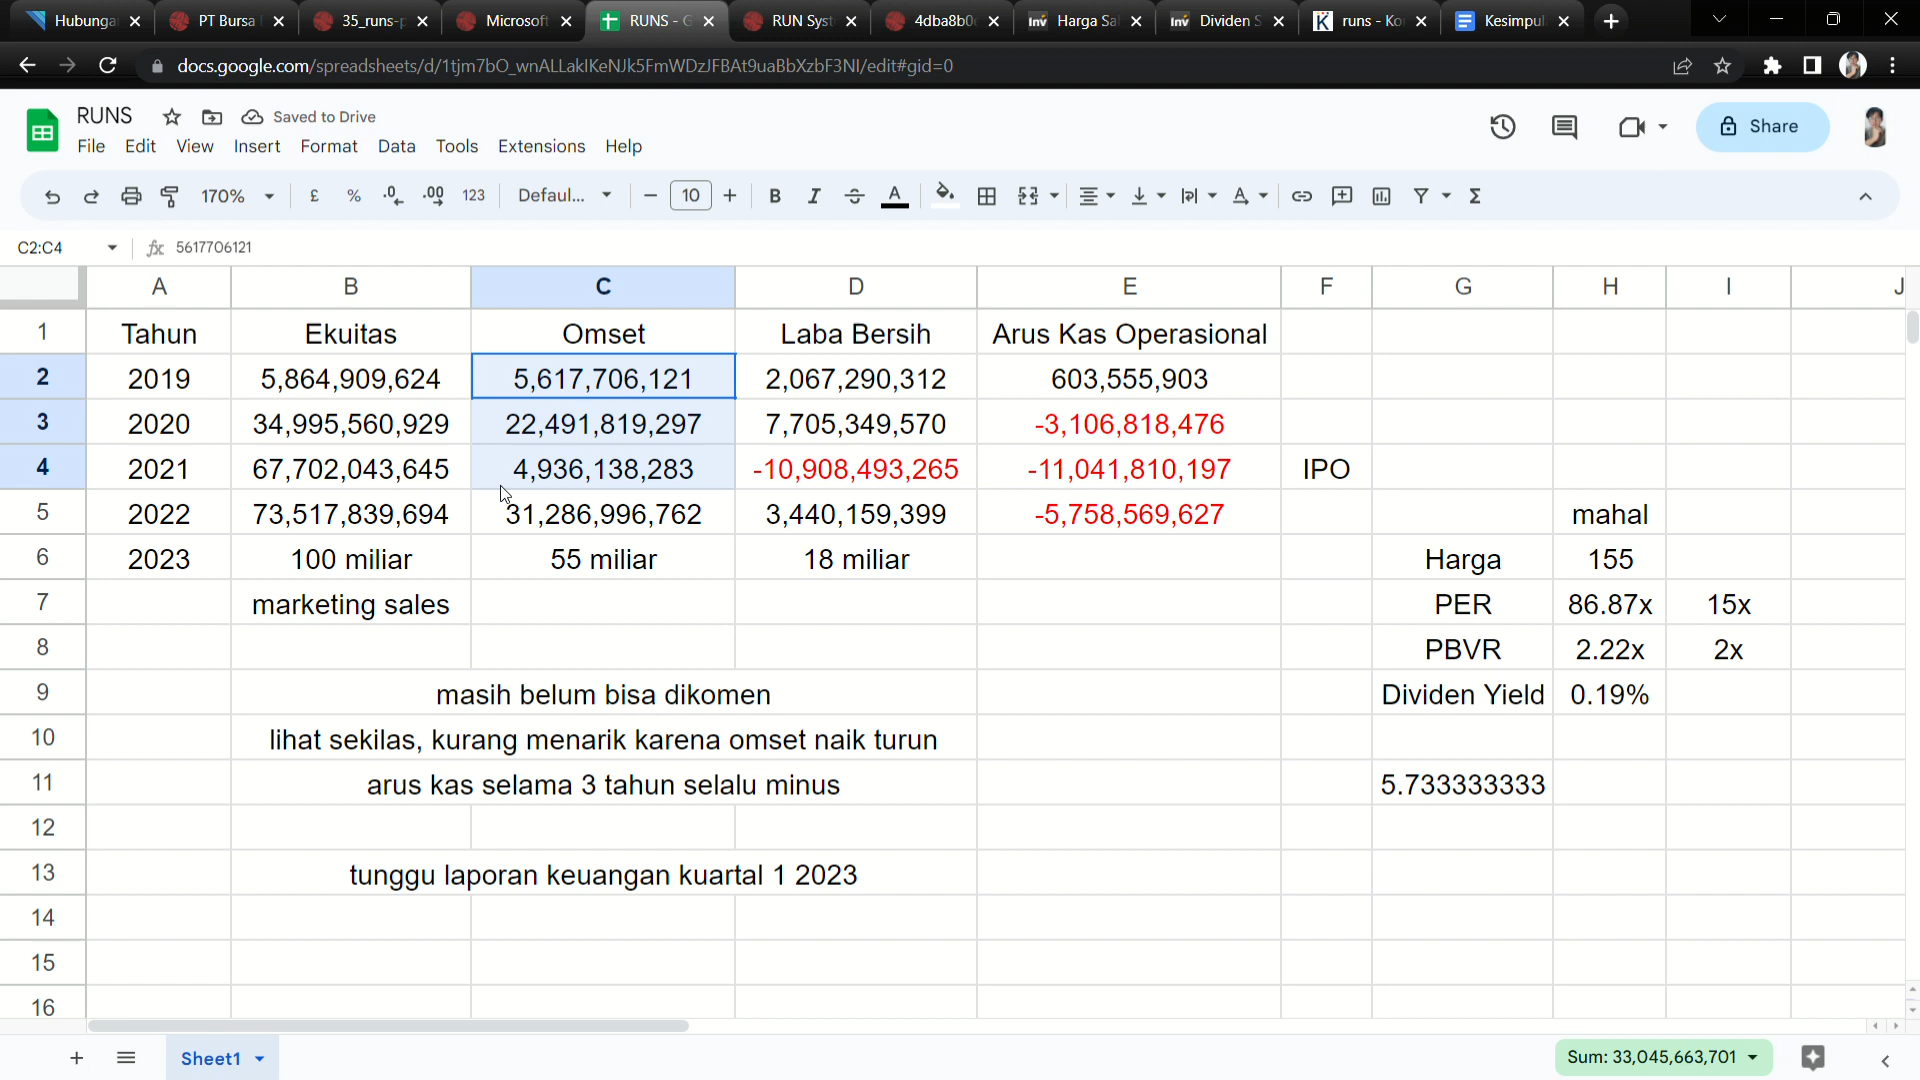 Hubunga
PT Bursa
35_runs-p
Microsoft
RUNS - G
RUN Syst
4dba8b0
Harga Sa
Dividen S
runs - Ko
Kesimpul
docs.google.com/spreadsheets/d/1tjm7bO_wnALLaklKeNJk5FmWDzJFBAt9uaBbXzbF3NI/edit#gid=0
RUNS
Saved to Drive
File Edit View Insert Format Data Tools Extensions Help
Share
170% £ % .0 .00 123 Defaul... 10 B I A Σ
C2:C4 fx 5617706121
A B C D E F G H I J
1 Tahun Ekuitas Omset Laba Bersih Arus Kas Operasional
2 2019 5,864,909,624 5,617,706,121 2,067,290,312 603,555,903
3 2020 34,995,560,929 22,491,819,297 7,705,349,570 -3,106,818,476
4 2021 67,702,043,645 4,936,138,283 -10,908,493,265 -11,041,810,197 IPO
5 2022 73,517,839,694 31,286,996,762 3,440,159,399 -5,758,569,627 mahal
6 2023 100 miliar 55 miliar 18 miliar Harga 155
7 marketing sales PER 86.87x 15x
8 PBVR 2.22x 2x
9 masih belum bisa dikomen Dividen Yield 0.19%
10 lihat sekilas, kurang menarik karena omset naik turun
11 arus kas selama 3 tahun selalu minus 5.733333333
12
13 tunggu laporan keuangan kuartal 1 2023
14
15
16
Sheet1
Sum: 33,045,663,701